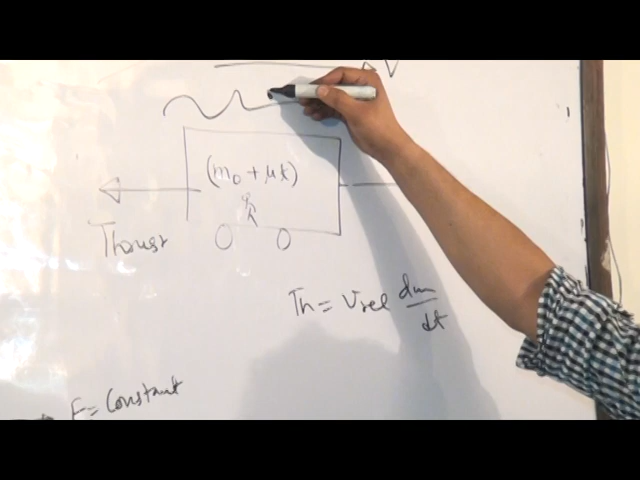 V
(m₀ + μt)
Thrust
Th = Vrel dm/dt
F = Constant